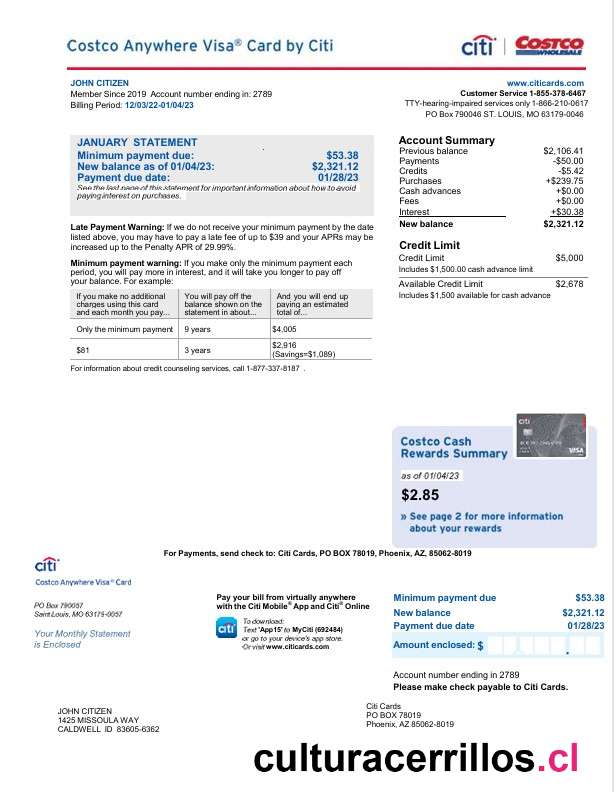 Costco Anywhere Visa® Card by Citi
citi
COSTCO
WHOLESALE
JOHN CITIZEN
Member Since 2019 Account number ending in: 2789
Billing Period: 12/03/22-01/04/23
www.citicards.com
Customer Service 1-855-378-6467
TTY-hearing-impaired services only 1-866-210-0617
PO Box 790046 ST. LOUIS, MO 63179-0046
JANUARY STATEMENT
Minimum payment due: $53.38
New balance as of 01/04/23: $2,321.12
Payment due date: 01/28/23
See the last page of this statement for important information about how to avoid
paying interest on purchases.
Late Payment Warning: If we do not receive your minimum by the date
listed above, you may have to pay a late fee of up to $39 and your APRs may be
increased up to the Penalty APR of 29.99%.
Minimum payment warning: If you make only the minimum payment each
period, you will pay more in interest, and it will take you longer to pay off
your balance. For example:
If you make no additional
charges using this card
and each month you pay...
You will pay off the
balance shown on the
statement in about...
And you will end up
paying an estimated
total of...
Only the minimum payment 9 years $4,005
$81 3 years $2,916
(Savings=$1,089)
For information about credit counseling services, call 1-877-337-8187 .
Account Summary
Previous balance $2,106.41
Payments -$50.00
Credits -$5.42
Purchases +$239.75
Cash advances +$0.00
Fees +$0.00
Interest +$30.38
New balance $2,321.12
Credit Limit
Credit Limit $5,000
Includes $1,500.00 cash advance limit
Available Credit Limit $2,678
Includes $1,500 available for cash advance
Costco Cash
Rewards Summary
citi
VISA
as of 01/04/23
$2.85
» See page 2 for more information
about your rewards
For Payments, send check to: Citi Cards, PO BOX 78019, Phoenix, AZ, 85062-8019
citi
Costco Anywhere Visa® Card
PO Box 790057
Saint Louis, MO 63179-0057
Your Monthly Statement
is Enclosed
Pay your bill from virtually anywhere
with the Citi Mobile® App and Citi® Online
citi
To download:
Text 'App15' to MyCiti (692484)
or go to your device's app store.
Or visit www.citicards.com
Minimum payment due $53.38
New balance $2,321.12
Payment due date 01/28/23
Amount enclosed: $ .
Account number ending in 2789
Please make check payable to Citi Cards.
JOHN CITIZEN
1425 MISSOULA WAY
CALDWELL ID 83605-6362
Citi Cards
PO BOX 78019
Phoenix, AZ 85062-8019
culturacerrillos.cl